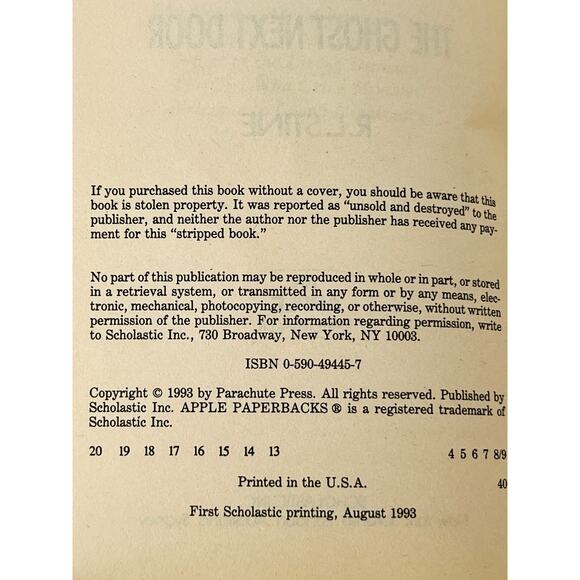 THE GHOST NEXT DOOR
R.L. STINE
If you purchased this book without a cover, you should be aware that this
book is stolen property. It was reported as “unsold and destroyed” to the
publisher, and neither the author nor the publisher has received any pay-
ment for this “stripped book.”
No part of this publication may be reproduced in whole or in part, or stored
in a retrieval system, or transmitted in any form or by any means, elec-
tronic, mechanical, photocopying, recording, or otherwise, without written
permission of the publisher. For information regarding permission, write
to Scholastic Inc., 730 Broadway, New York, NY 10003.
ISBN 0-590-49445-7
Copyright © 1993 by Parachute Press. All rights reserved. Published by
Scholastic Inc. APPLE PAPERBACKS ® is a registered trademark of
Scholastic Inc.
20 19 18 17 16 15 14 13 4 5 6 7 8/9
Printed in the U.S.A. 40
First Scholastic printing, August 1993